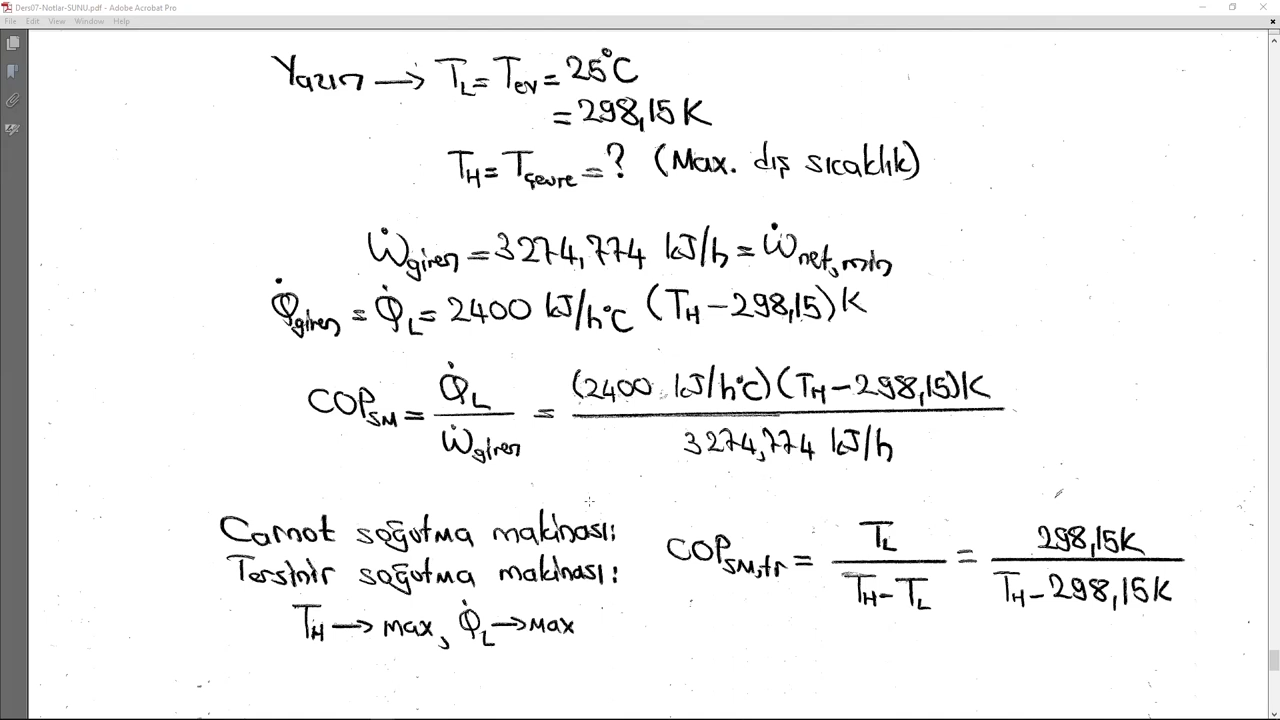 Ders07-Notlar-SUNU.pdf - Adobe Acrobat Pro
File Edit View Window Help
Yazın → T_L = T_ev = 25°C
= 298,15 K
T_H = T_çevre = ? (Max. dış sıcaklık)
Ẇ_giren = 3274,774 kJ/h = Ẇ_net,min
Q̇_giren = Q̇_L = 2400 kJ/h°C (T_H − 298,15) K
COP_SM = Q̇_L / Ẇ_giren = (2400 kJ/h°C)(T_H − 298,15)K / 3274,774 kJ/h
Carnot soğutma makinası:
Tersinir soğutma makinası:
T_H → max, Q̇_L → max
COP_SM,tr = T_L / T_H − T_L = 298,15K / T_H − 298,15K